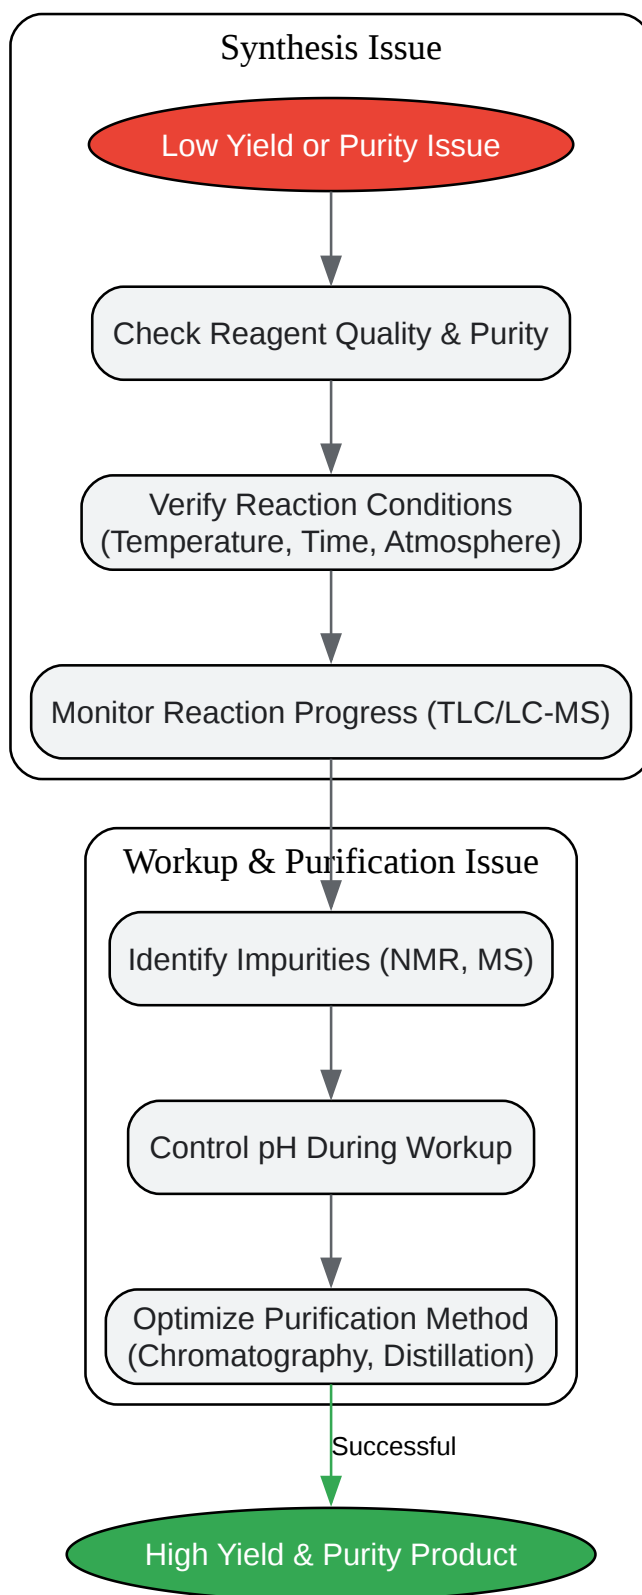 Synthesis Issue
Low Yield or Purity Issue
Check Reagent Quality & Purity
Verify Reaction Conditions
(Temperature, Time, Atmosphere)
Monitor Reaction Progress (TLC/LC-MS)
Workup & Purification Issue
Identify Impurities (NMR, MS)
Control pH During Workup
Optimize Purification Method
(Chromatography, Distillation)
Successful
High Yield & Purity Product